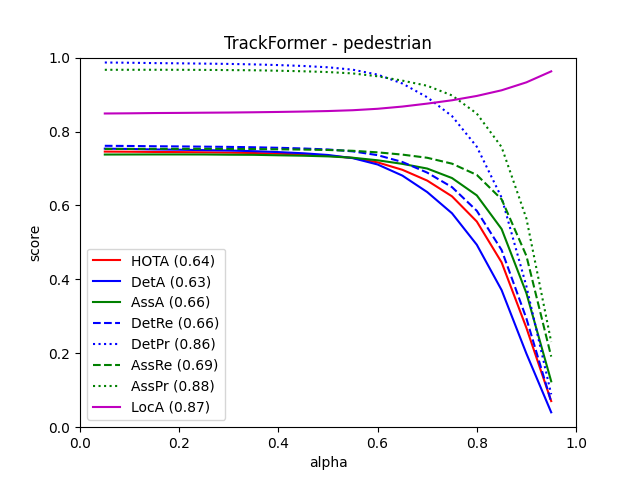 TrackFormer - pedestrian
1.0
0.8
0.6
0.4
0.2
0.0
score
HOTA (0.64)
DetA (0.63)
AssA (0.66)
DetRe (0.66)
DetPr (0.86)
AssRe (0.69)
AssPr (0.88)
LocA (0.87)
0.0 0.2 0.4 0.6 0.8 1.0
alpha